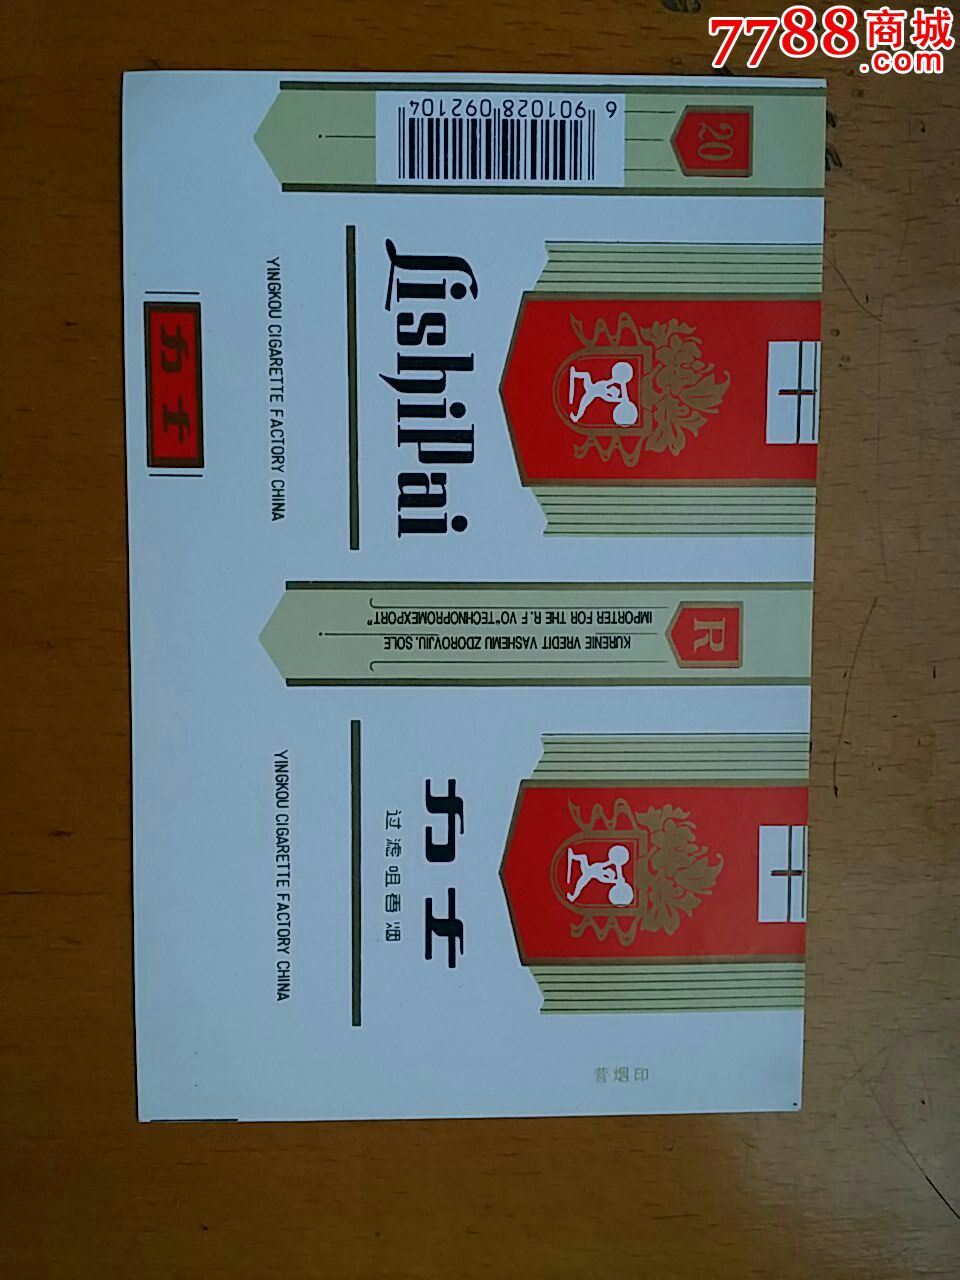 7788商城
.com
6 901028 092104
20
LishiPai
YINGKOU CIGARETTE FACTORY CHINA
力士
KURENIE VREDIT VASHEMU ZDOROVJU. SOLE
IMPORTER FOR THE R.F VO"TECHNOPROMEXPORT"
R
力士
过滤咀香烟
YINGKOU CIGARETTE FACTORY CHINA
营烟印